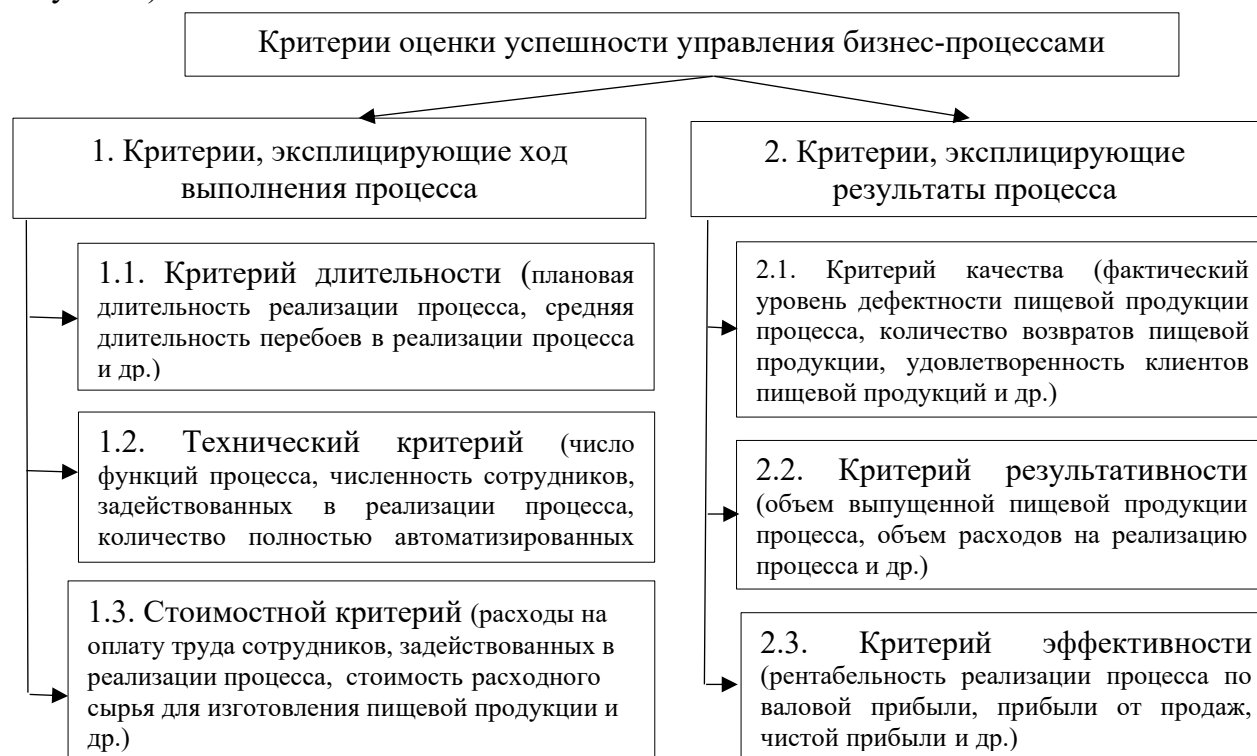 Критерии оценки успешности управления бизнес-процессами
1. Критерии, эксплицирующие ход
выполнения процесса
1.1. Критерий длительности (плановая
длительность реализации процесса, средняя
длительность перебоев в реализации процесса
и др.)
1.2. Технический критерий (число
функций процесса, численность сотрудников,
задействованных в реализации процесса,
количество полностью автоматизированных
1.3. Стоимостной критерий (расходы на
оплату труда сотрудников, задействованных в
реализации процесса, стоимость расходного
сырья для изготовления пищевой продукции и
др.)
2. Критерии, эксплицирующие
результаты процесса
2.1. Критерий качества (фактический
уровень дефектности пищевой продукции
процесса, количество возвратов пищевой
продукции, удовлетворенность клиентов
пищевой продукций и др.)
2.2. Критерий результативности
(объем выпущенной пищевой продукции
процесса, объем расходов на реализацию
процесса и др.)
2.3. Критерий эффективности
(рентабельность реализации процесса по
валовой прибыли, прибыли от продаж,
чистой прибыли и др.)